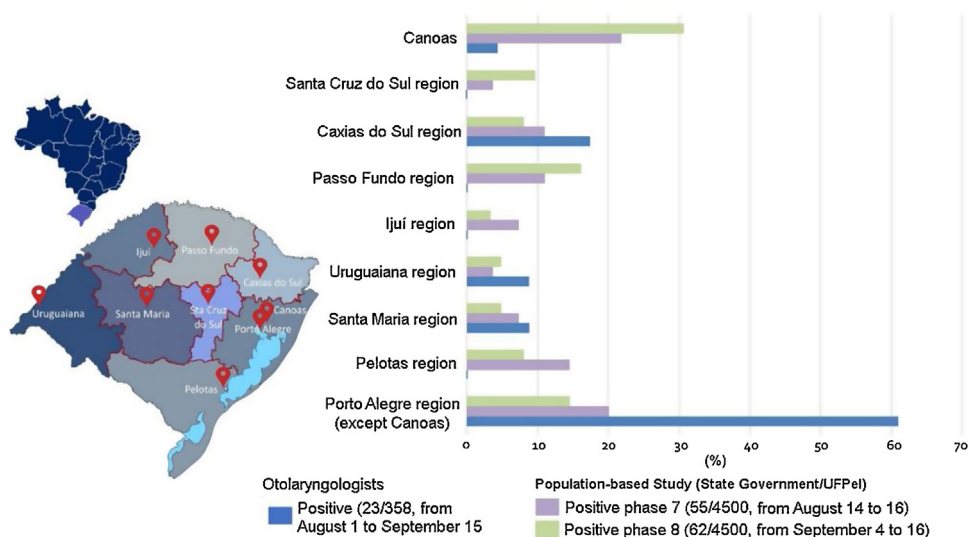 Canoas
Santa Cruz do Sul region
Caxias do Sul region
Passo Fundo region
Ijuí region
Uruguaiana region
Santa Maria region
Pelotas region
Porto Alegre region
(except Canoas)
0 10 20 30 40 50 60 70
(%)
Ijuí
Passo Fundo
Caxias do Sul
Uruguaiana
Santa Maria
Sta Cruz
do Sul
Canoas
Porto Alegre
Pelotas
Otolaryngologists
Positive (23/358, from
August 1 to September 15
Population-based Study (State Government/UFPel)
Positive phase 7 (55/4500, from August 14 to 16)
Positive phase 8 (62/4500, from September 4 to 16)